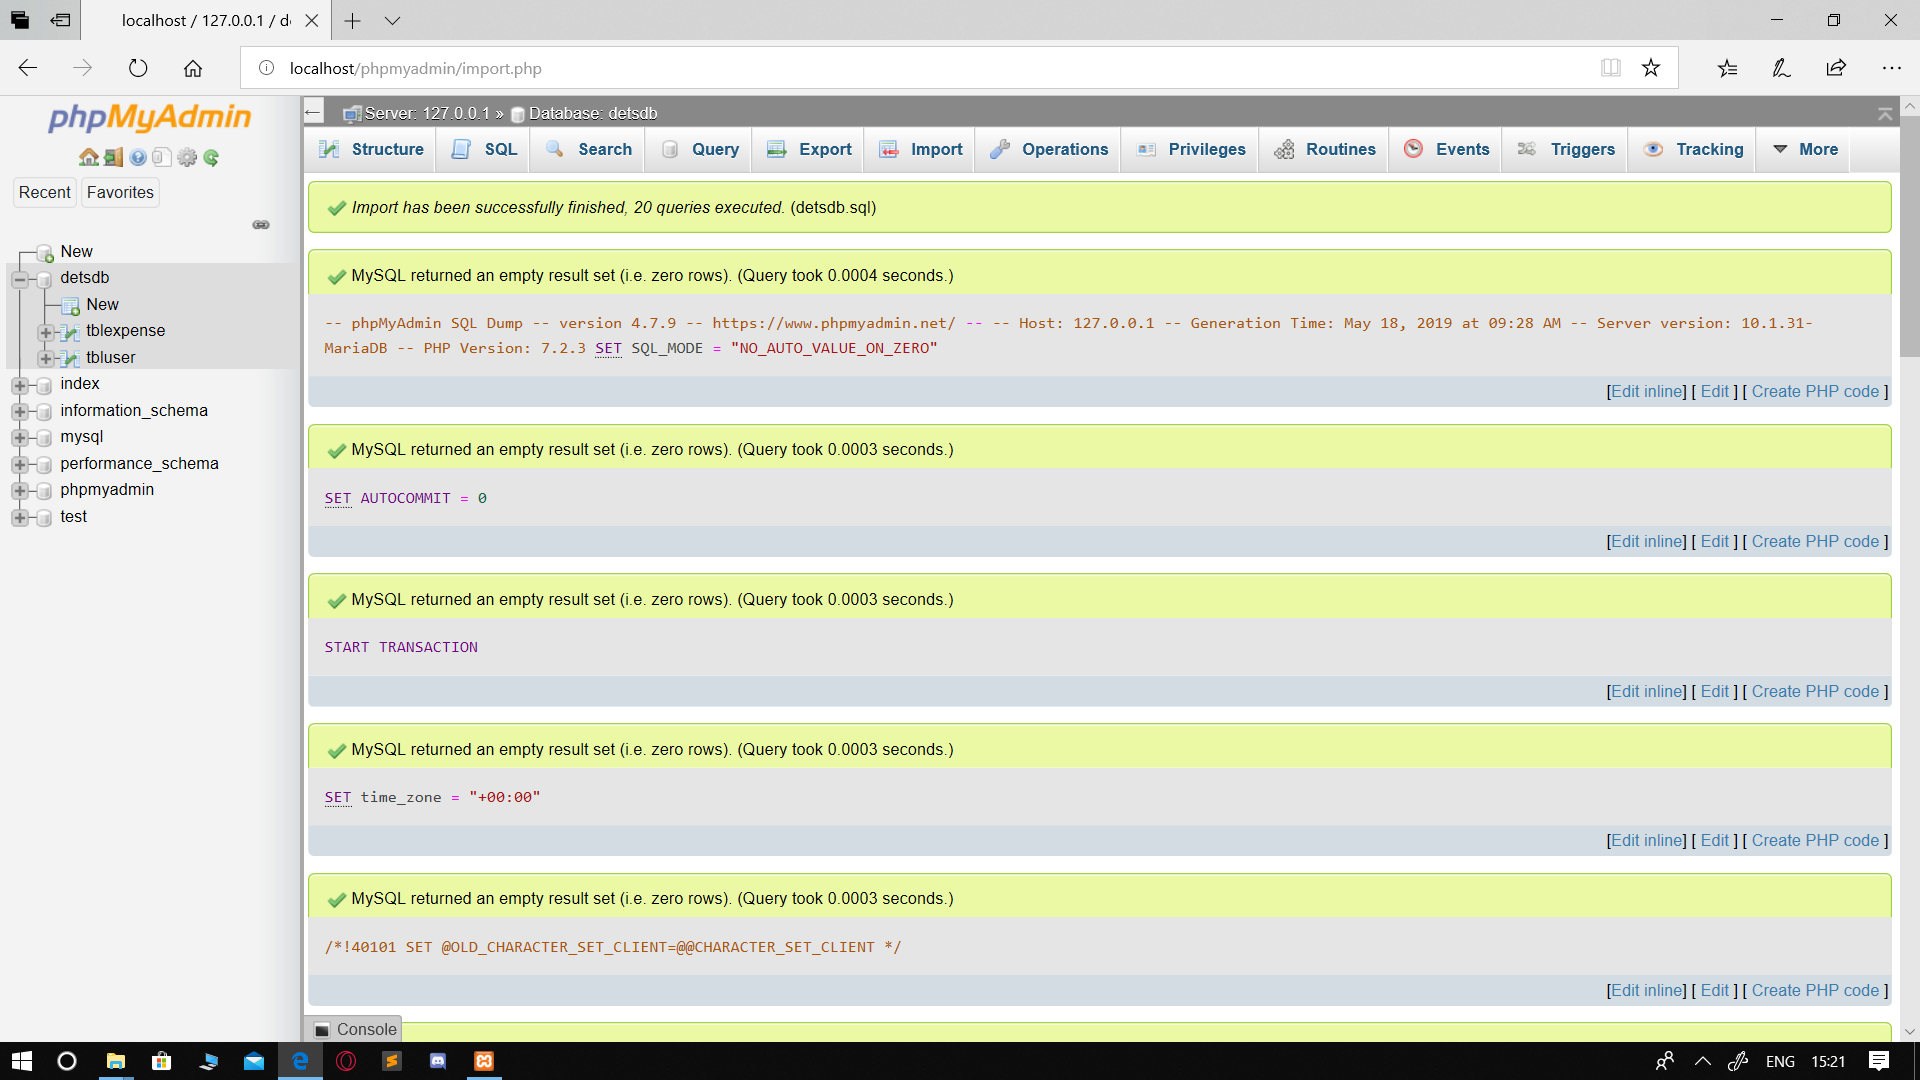 localhost / 127.0.0.1 / d
localhost/phpmyadmin/import.php
phpMyAdmin
Recent Favorites
New
detsdb
New
tblexpense
tbluser
index
information_schema
mysql
performance_schema
phpmyadmin
test
Server: 127.0.0.1 » Database: detsdb
Structure SQL Search Query Export Import Operations Privileges Routines Events Triggers Tracking More
Import has been successfully finished, 20 queries executed. (detsdb.sql)
MySQL returned an empty result set (i.e. zero rows). (Query took 0.0004 seconds.)
-- phpMyAdmin SQL Dump -- version 4.7.9 -- https://www.phpmyadmin.net/ -- -- Host: 127.0.0.1 -- Generation Time: May 18, 2019 at 09:28 AM -- Server version: 10.1.31-
MariaDB -- PHP Version: 7.2.3 SET SQL_MODE = "NO_AUTO_VALUE_ON_ZERO"
[Edit inline] [ Edit ] [ Create PHP code ]
MySQL returned an empty result set (i.e. zero rows). (Query took 0.0003 seconds.)
SET AUTOCOMMIT = 0
[Edit inline] [ Edit ] [ Create PHP code ]
MySQL returned an empty result set (i.e. zero rows). (Query took 0.0003 seconds.)
START TRANSACTION
[Edit inline] [ Edit ] [ Create PHP code ]
MySQL returned an empty result set (i.e. zero rows). (Query took 0.0003 seconds.)
SET time_zone = "+00:00"
[Edit inline] [ Edit ] [ Create PHP code ]
MySQL returned an empty result set (i.e. zero rows). (Query took 0.0003 seconds.)
/*!40101 SET @OLD_CHARACTER_SET_CLIENT=@@CHARACTER_SET_CLIENT */
[Edit inline] [ Edit ] [ Create PHP code ]
Console
ENG 15:21